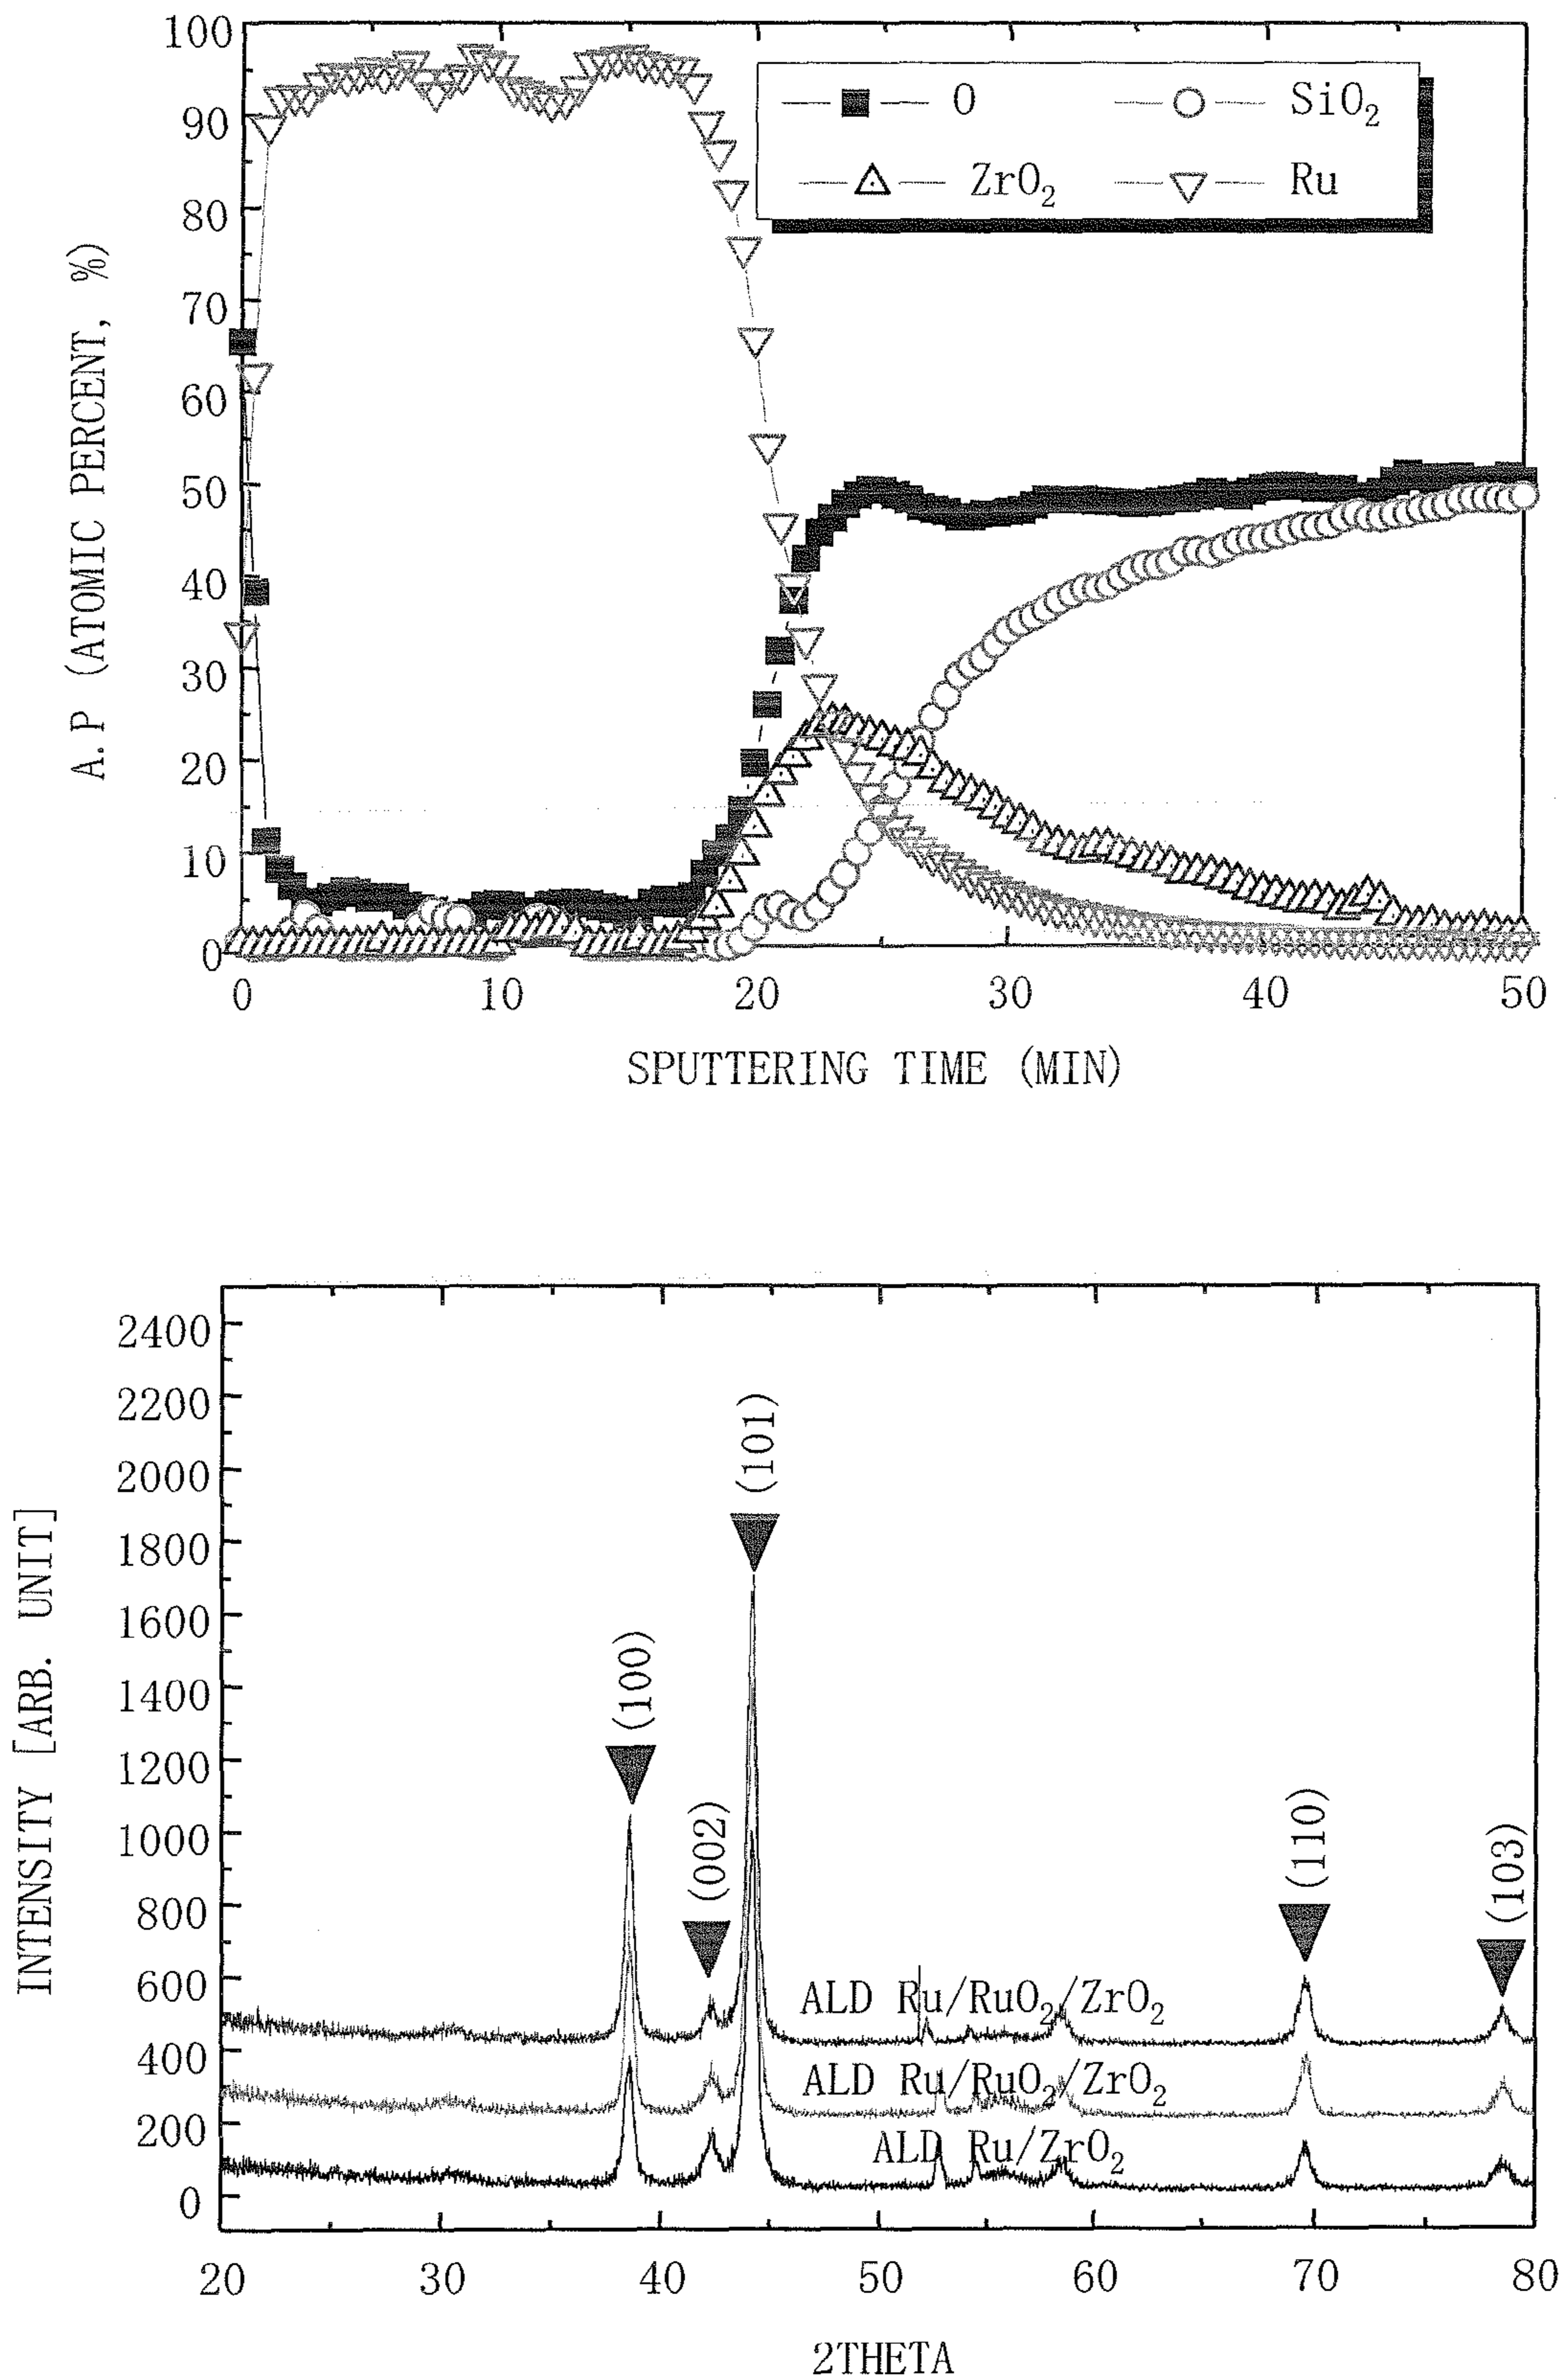 100
90
80
70
60
50
40
30
20
10
0
A.P (ATOMIC PERCENT, %)
O
SiO₂
ZrO₂
Ru
0 10 20 30 40 50
SPUTTERING TIME (MIN)
2400
2200
2000
1800
1600
1400
1200
1000
800
600
400
200
0
INTENSITY [ARB. UNIT]
(100)
(002)
(101)
(110)
(103)
ALD Ru/RuO₂/ZrO₂
ALD Ru/RuO₂/ZrO₂
ALD Ru/ZrO₂
20 30 40 50 60 70 80
2THETA